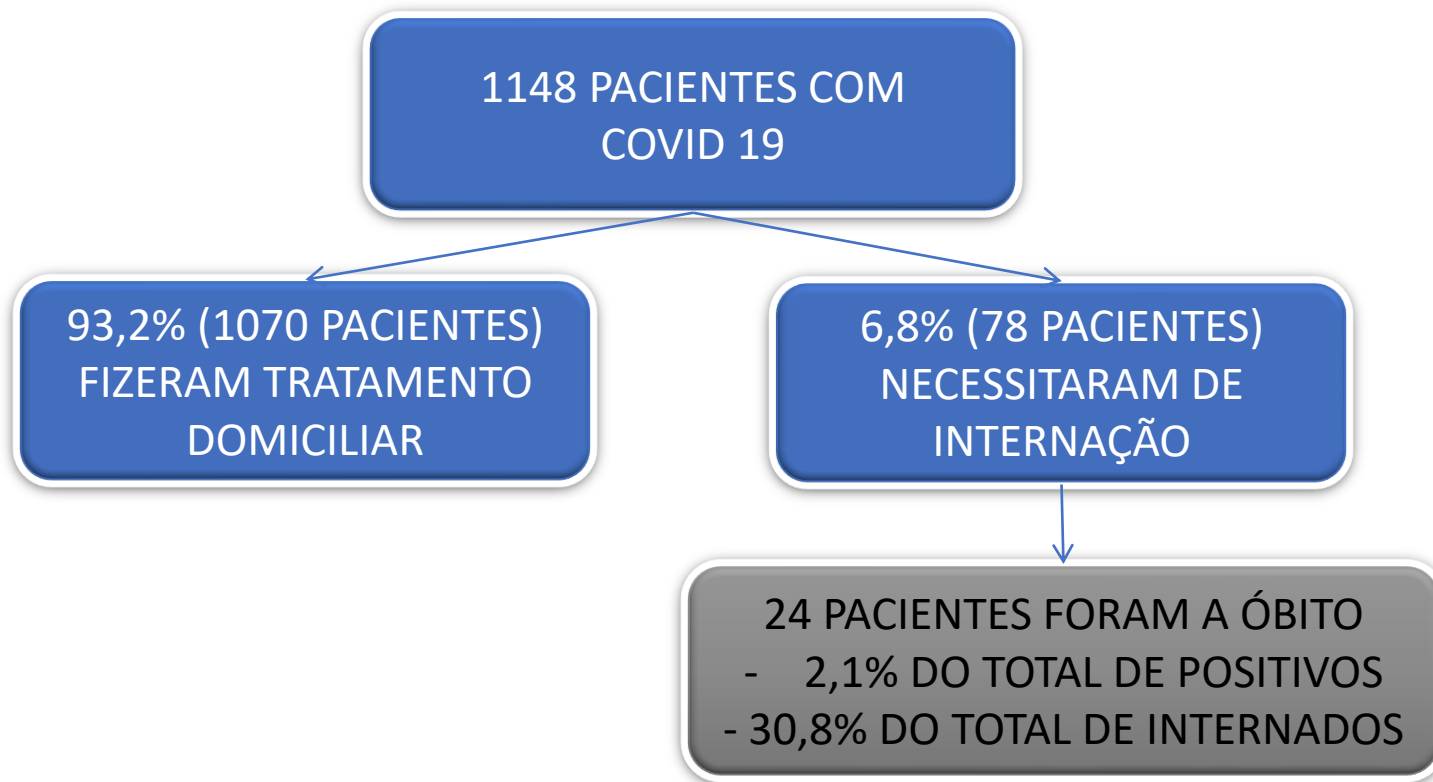 1148 PACIENTES COM
COVID 19
93,2% (1070 PACIENTES)
FIZERAM TRATAMENTO
DOMICILIAR
6,8% (78 PACIENTES)
NECESSITARAM DE
INTERNAÇÃO
24 PACIENTES FORAM A ÓBITO
- 2,1% DO TOTAL DE POSITIVOS
- 30,8% DO TOTAL DE INTERNADOS